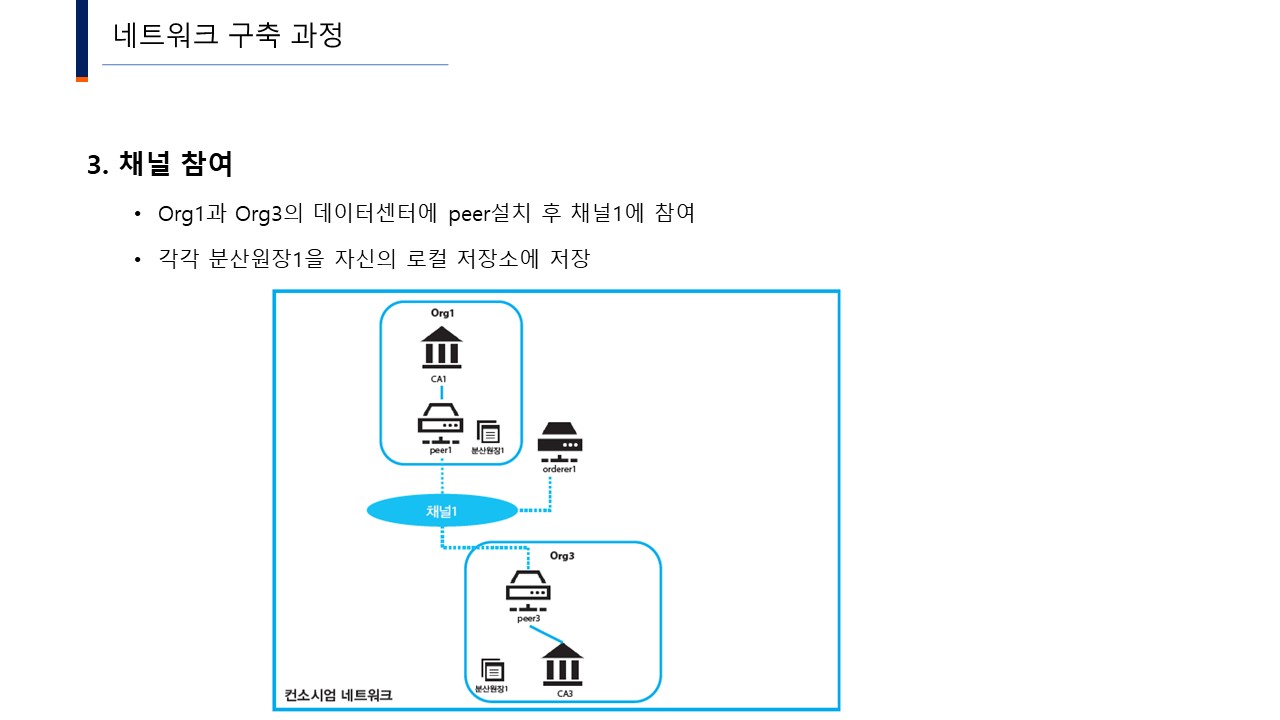 네트워크 구축 과정
3. 채널 참여
• Org1과 Org3의 데이터센터에 peer설치 후 채널1에 참여
• 각각 분산원장1을 자신의 로컬 저장소에 저장
Org1
CA1
peer1
분산원장1
orderer1
채널1
Org3
peer3
분산원장1
CA3
컨소시엄 네트워크